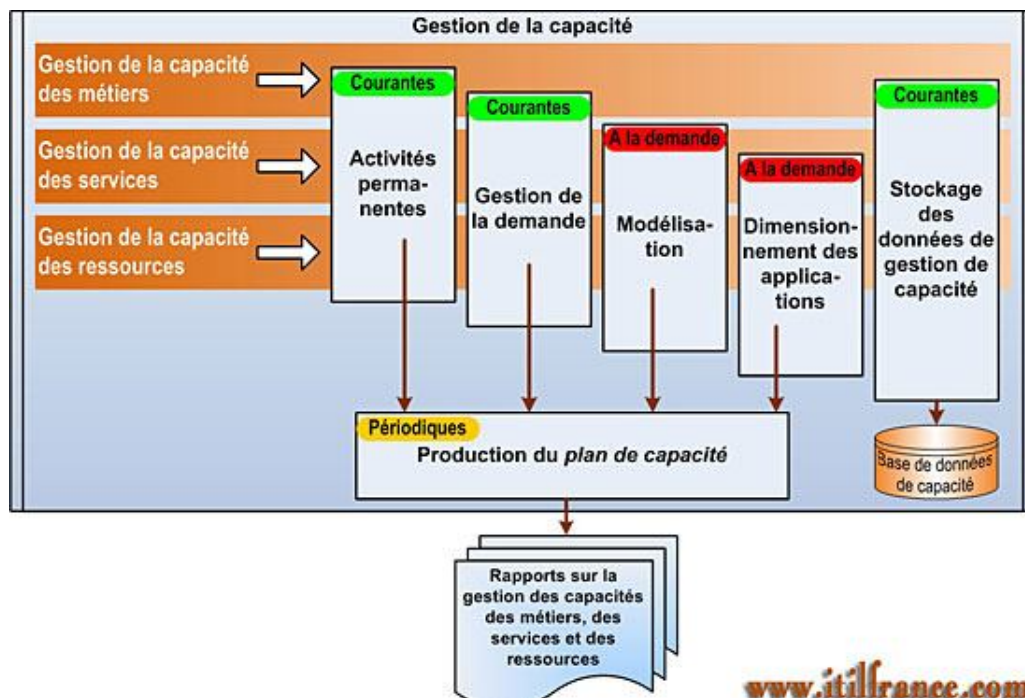 Gestion de la capacité
Gestion de la capacité
des métiers
Gestion de la capacité
des services
Gestion de la capacité
des ressources
Courantes
Activités
perma-
nentes
Courantes
Gestion de
la demande
A la demande
Modélisa-
tion
A la demande
Dimension-
nement des
applica-
tions
Courantes
Stockage
des
données de
gestion de
capacité
Périodiques
Production du plan de capacité
Base de données
de capacité
Rapports sur la
gestion des capacités
des métiers, des
services et des
ressources
www.itilfrance.com